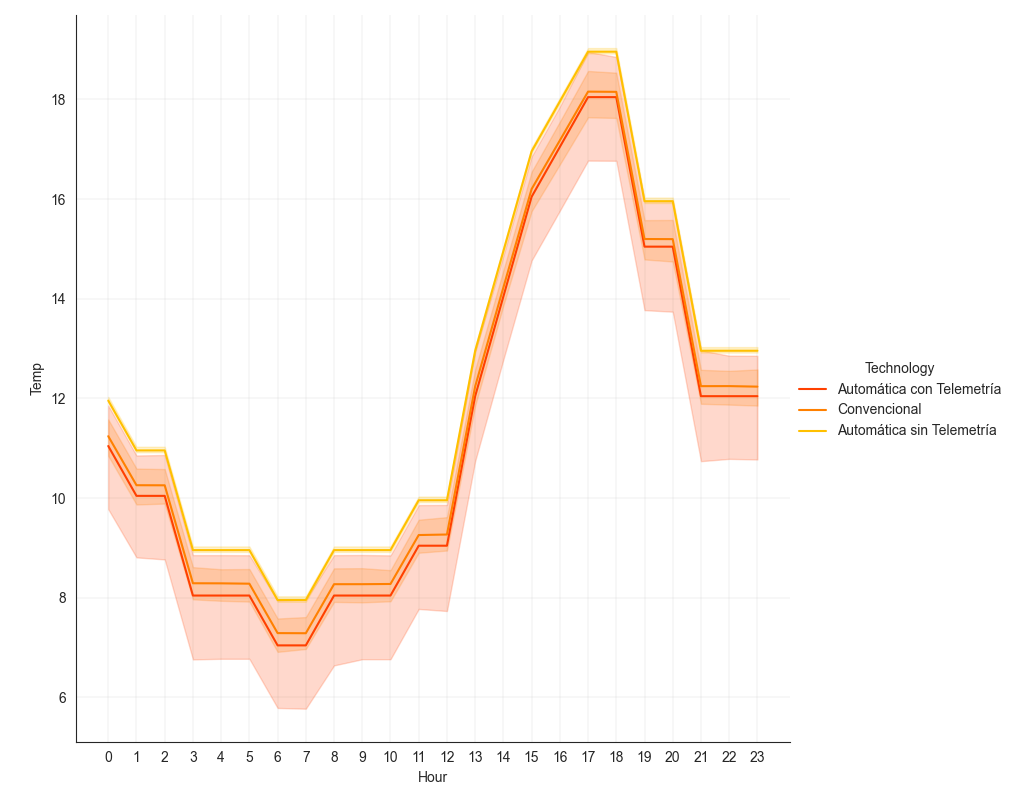 18
16
14
12
10
8
6
Temp
0 1 2 3 4 5 6 7 8 9 10 11 12 13 14 15 16 17 18 19 20 21 22 23
Hour
Technology
Automática con Telemetría
Convencional
Automática sin Telemetría